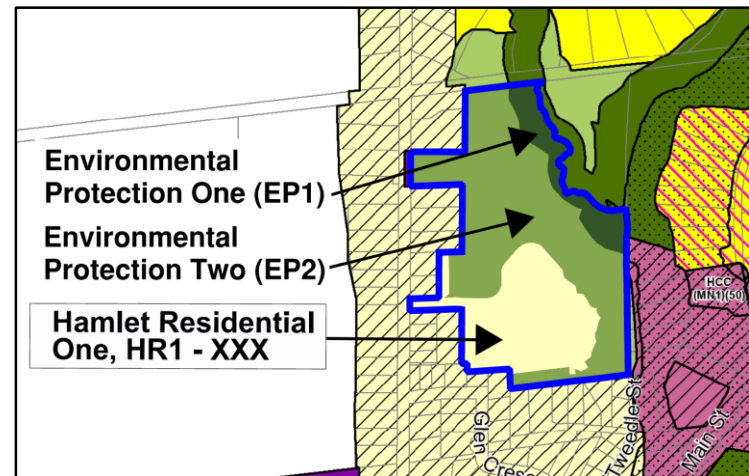 Environmental
Protection One (EP1)
Environmental
Protection Two (EP2)
Hamlet Residential
One, HR1 - XXX
HCC
(MN1)(50)
Glen Cresc
Tweedle St
Main St